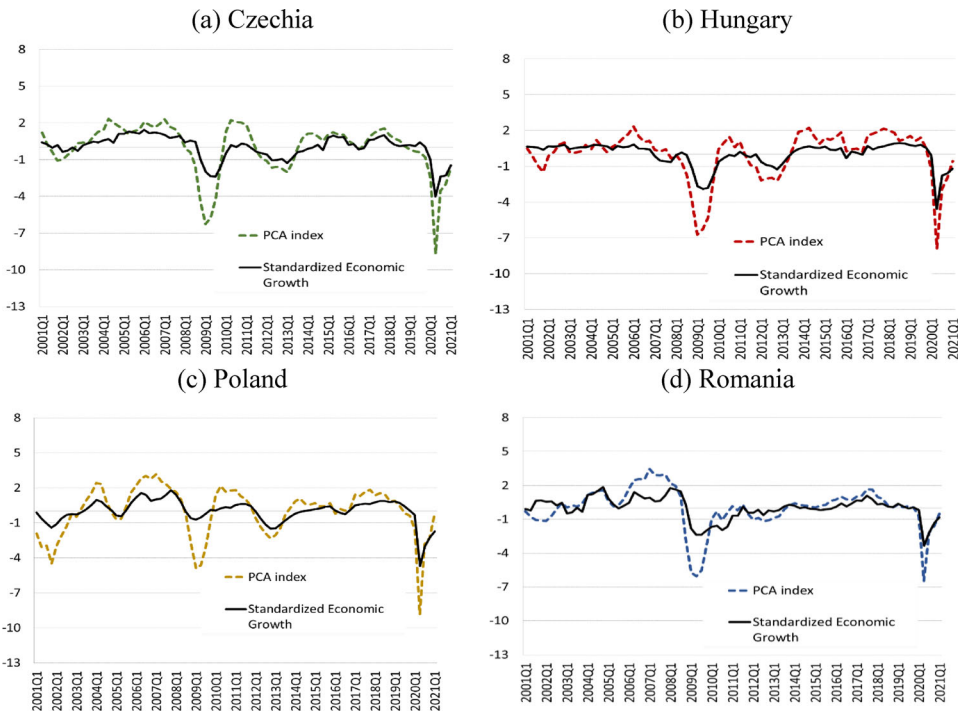 (a) Czechia
8
5
2
-1
-4
-7
-10
-13
PCA index
Standardized Economic
Growth
2001Q1
2002Q1
2003Q1
2004Q1
2005Q1
2006Q1
2007Q1
2008Q1
2009Q1
2010Q1
2011Q1
2012Q1
2013Q1
2014Q1
2015Q1
2016Q1
2017Q1
2018Q1
2019Q1
2020Q1
2021Q1
(b) Hungary
8
5
2
-1
-4
-7
-10
-13
PCA index
Standardized Economic
Growth
2001Q1
2002Q1
2003Q1
2004Q1
2005Q1
2006Q1
2007Q1
2008Q1
2009Q1
2010Q1
2011Q1
2012Q1
2013Q1
2014Q1
2015Q1
2016Q1
2017Q1
2018Q1
2019Q1
2020Q1
2021Q1
(c) Poland
8
5
2
-1
-4
-7
-10
-13
PCA index
Standardized Economic
Growth
2001Q1
2002Q1
2003Q1
2004Q1
2005Q1
2006Q1
2007Q1
2008Q1
2009Q1
2010Q1
2011Q1
2012Q1
2013Q1
2014Q1
2015Q1
2016Q1
2017Q1
2018Q1
2019Q1
2020Q1
2021Q1
(d) Romania
8
5
2
-1
-4
-7
-10
-13
PCA index
Standardized Economic
Growth
2001Q1
2002Q1
2003Q1
2004Q1
2005Q1
2006Q1
2007Q1
2008Q1
2009Q1
2010Q1
2011Q1
2012Q1
2013Q1
2014Q1
2015Q1
2016Q1
2017Q1
2018Q1
2019Q1
2020Q1
2021Q1